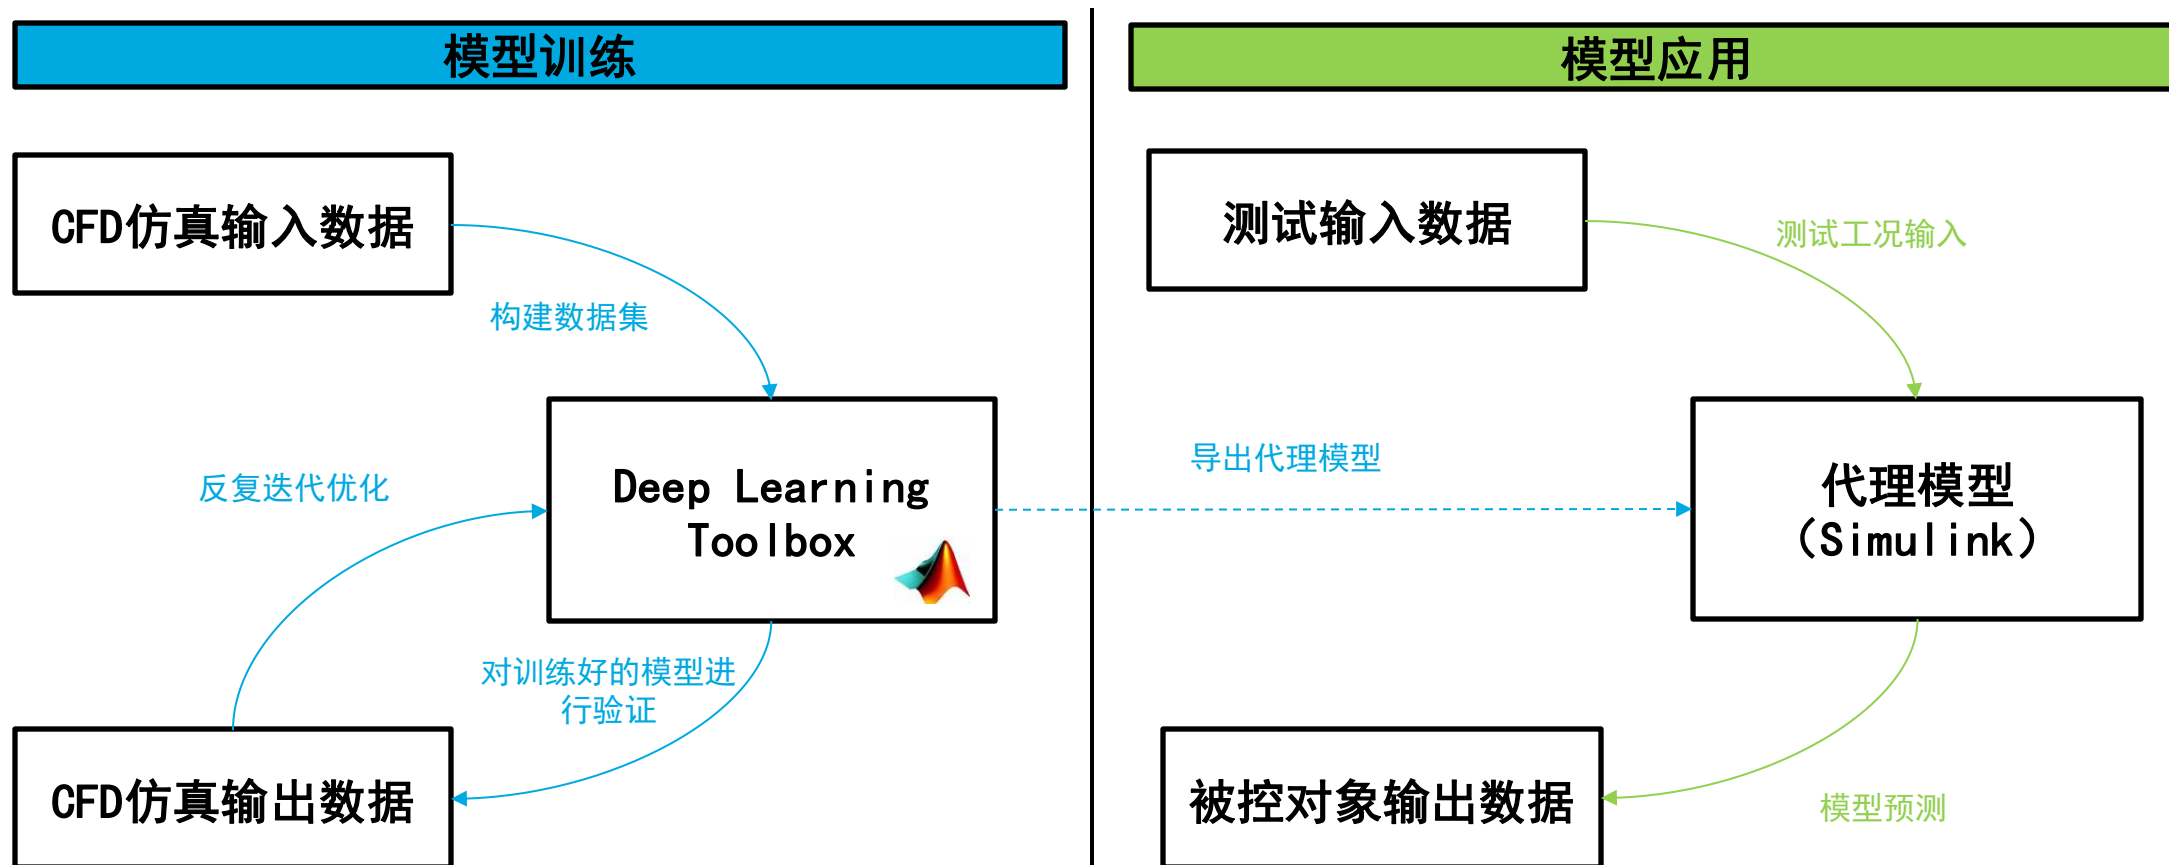 模型训练
CFD仿真输入数据
构建数据集
反复迭代优化
Deep Learning
Toolbox
对训练好的模型进
行验证
CFD仿真输出数据
导出代理模型
模型应用
测试输入数据
测试工况输入
代理模型
（Simulink）
被控对象输出数据
模型预测